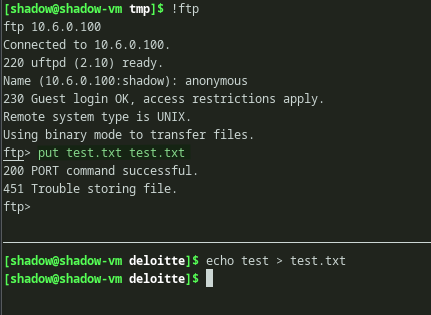 [shadow@shadow-vm tmp]$ !ftp
ftp 10.6.0.100
Connected to 10.6.0.100.
220 uftpd (2.10) ready.
Name (10.6.0.100:shadow): anonymous
230 Guest login OK, access restrictions apply.
Remote system type is UNIX.
Using binary mode to transfer files.
ftp> put test.txt test.txt
200 PORT command successful.
451 Trouble storing file.
ftp>
[shadow@shadow-vm deloitte]$ echo test > test.txt
[shadow@shadow-vm deloitte]$